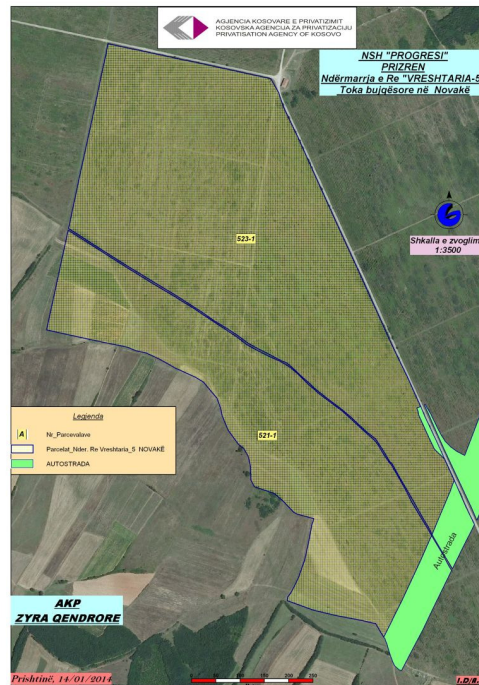 AGJENCIA KOSOVARE E PRIVATIZIMIT
KOSOVSKA AGENCIJA ZA PRIVATIZACIJU
PRIVATISATION AGENCY OF KOSOVO
NSH "PROGRESI"
PRIZREN
Ndërmarrja e Re "VRESHTARIA-5
Toka bujqësore në Novakë
Shkalla e zvoglim
1:3500
523-1
521-1
Legjenda
A Nr_Parcevalave
Parcelat_Nder. Re Vreshtaria_5 NOVAKË
AUTOSTRADA
Autostrada
AKP
ZYRA QENDRORE
Prishtinë, 14/01/2014